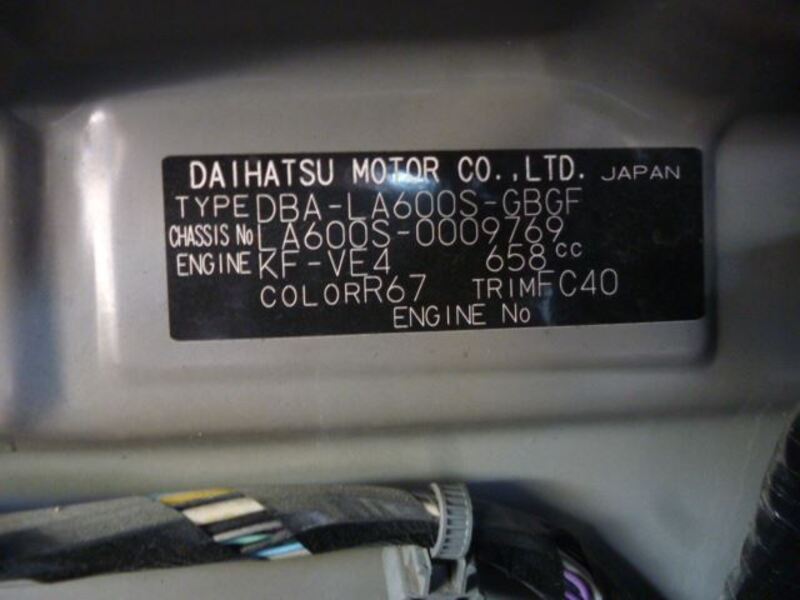 DAIHATSU MOTOR CO.,LTD. JAPAN
TYPE DBA-LA600S-GBGF
CHASSIS No LA600S-0009769
ENGINE KF-VE4 658cc
COLOR R67 TRIM FC40
ENGINE No